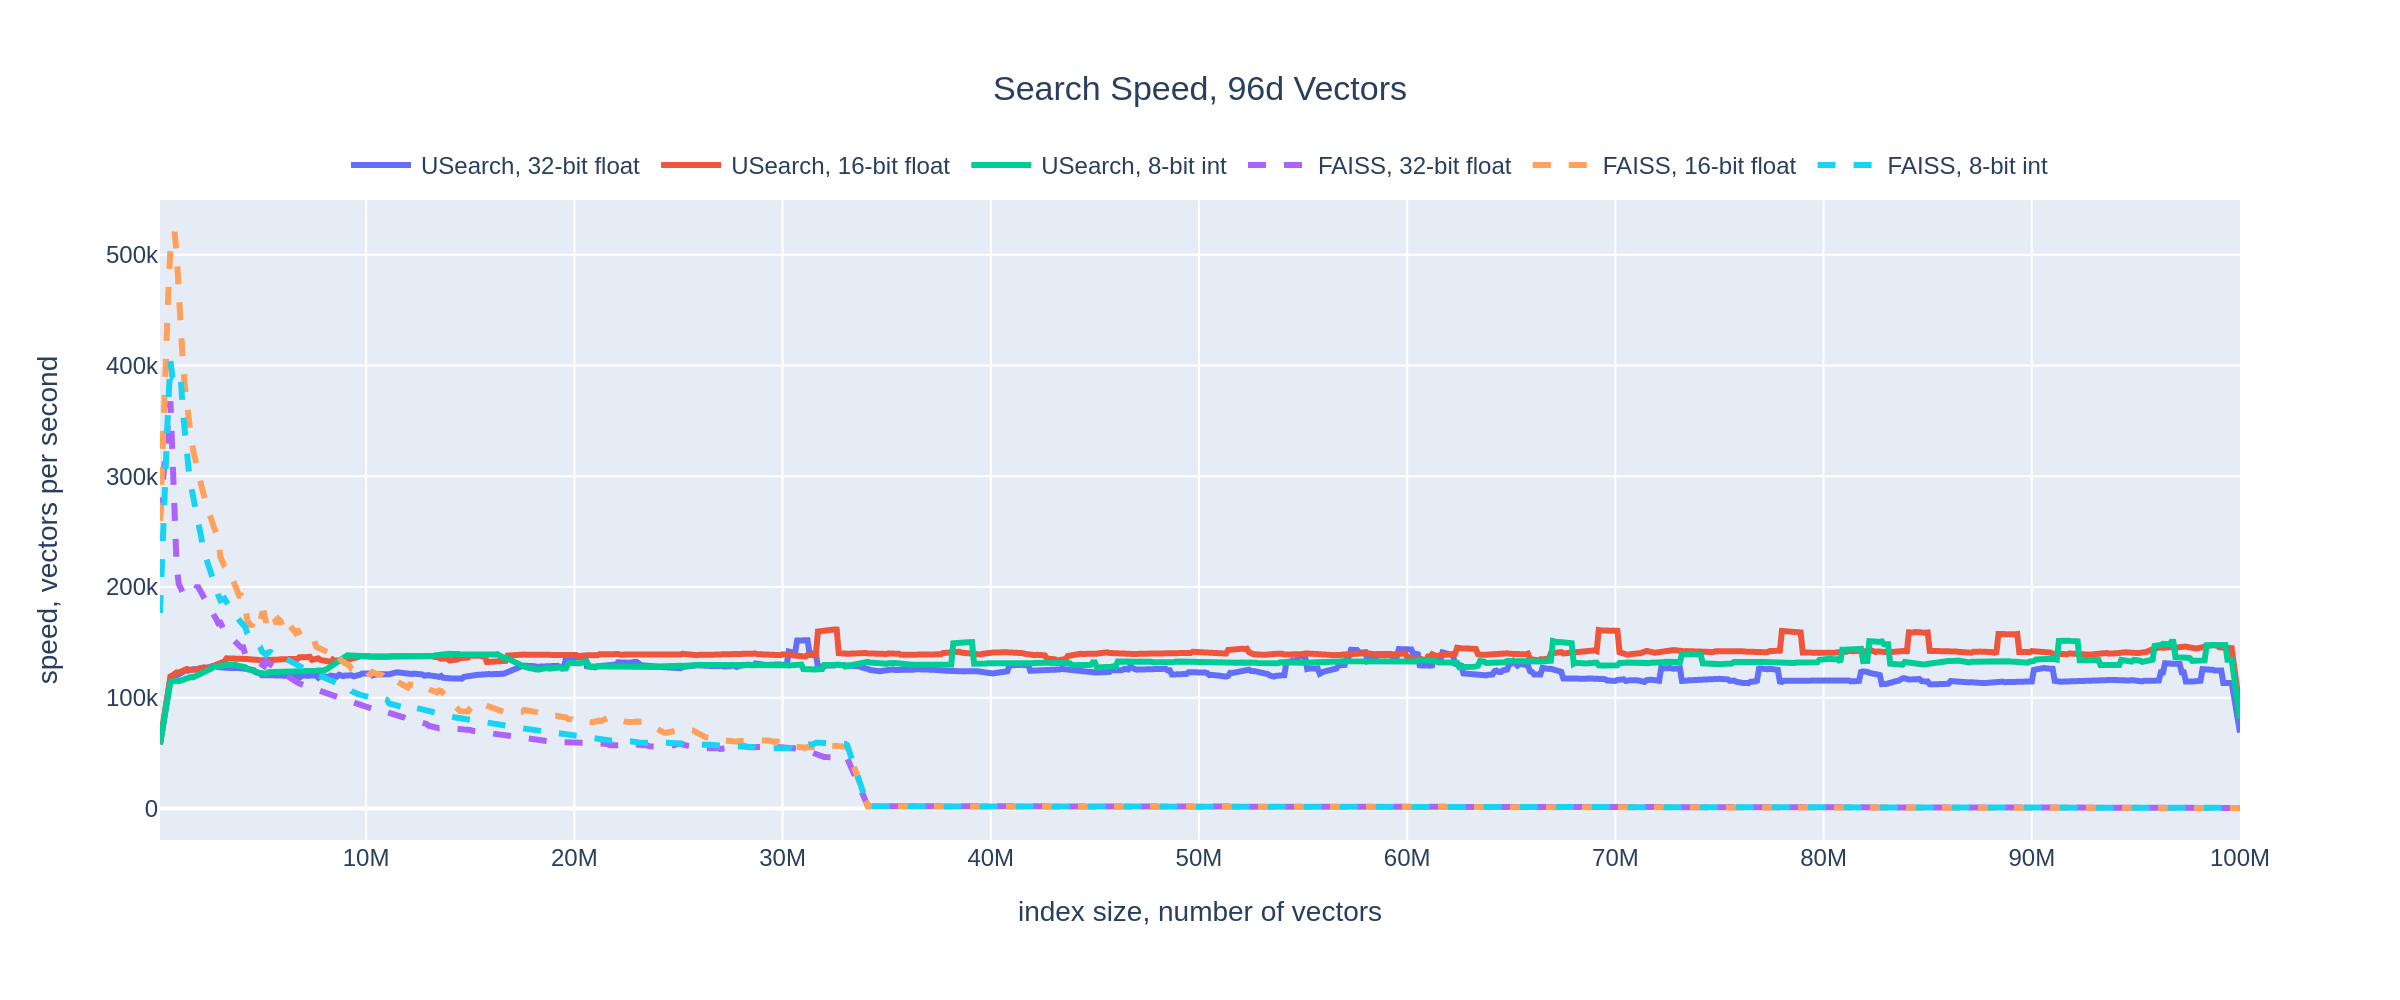 Search Speed, 96d Vectors
USearch, 32-bit float USearch, 16-bit float USearch, 8-bit int FAISS, 32-bit float FAISS, 16-bit float FAISS, 8-bit int
speed, vectors per second
500k
400k
300k
200k
100k
0
10M 20M 30M 40M 50M 60M 70M 80M 90M 100M
index size, number of vectors